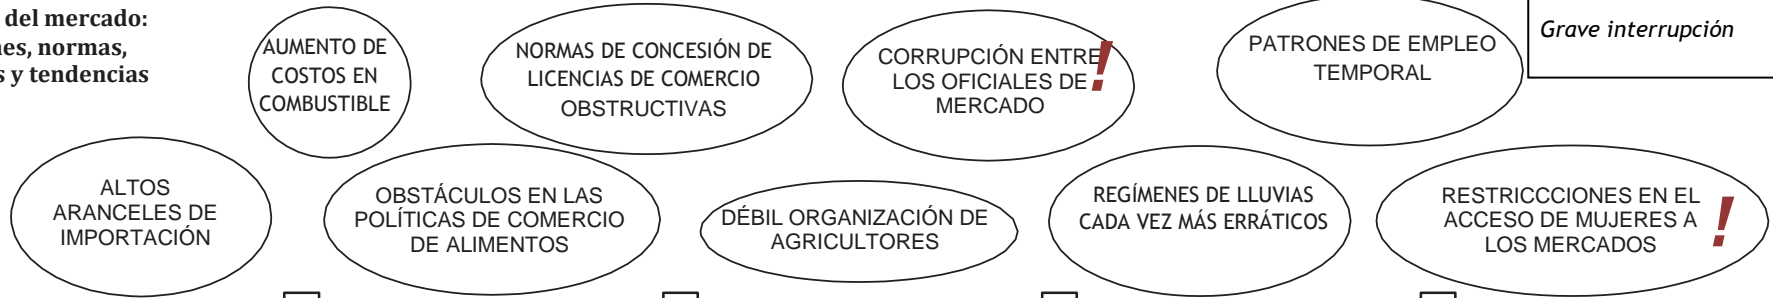 del mercado:
nes, normas,
s y tendencias
AUMENTO DE
COSTOS EN
COMBUSTIBLE
NORMAS DE CONCESIÓN DE
LICENCIAS DE COMERCIO
OBSTRUCTIVAS
CORRUPCIÓN ENTRE
LOS OFICIALES DE
MERCADO
!
PATRONES DE EMPLEO
TEMPORAL
Grave interrupción
ALTOS
ARANCELES DE
IMPORTACIÓN
OBSTÁCULOS EN LAS
POLÍTICAS DE COMERCIO
DE ALIMENTOS
DÉBIL ORGANIZACIÓN DE
AGRICULTORES
REGÍMENES DE LLUVIAS
CADA VEZ MÁS ERRÁTICOS
RESTRICCCIONES EN EL
ACCESO DE MUJERES A
LOS MERCADOS
!